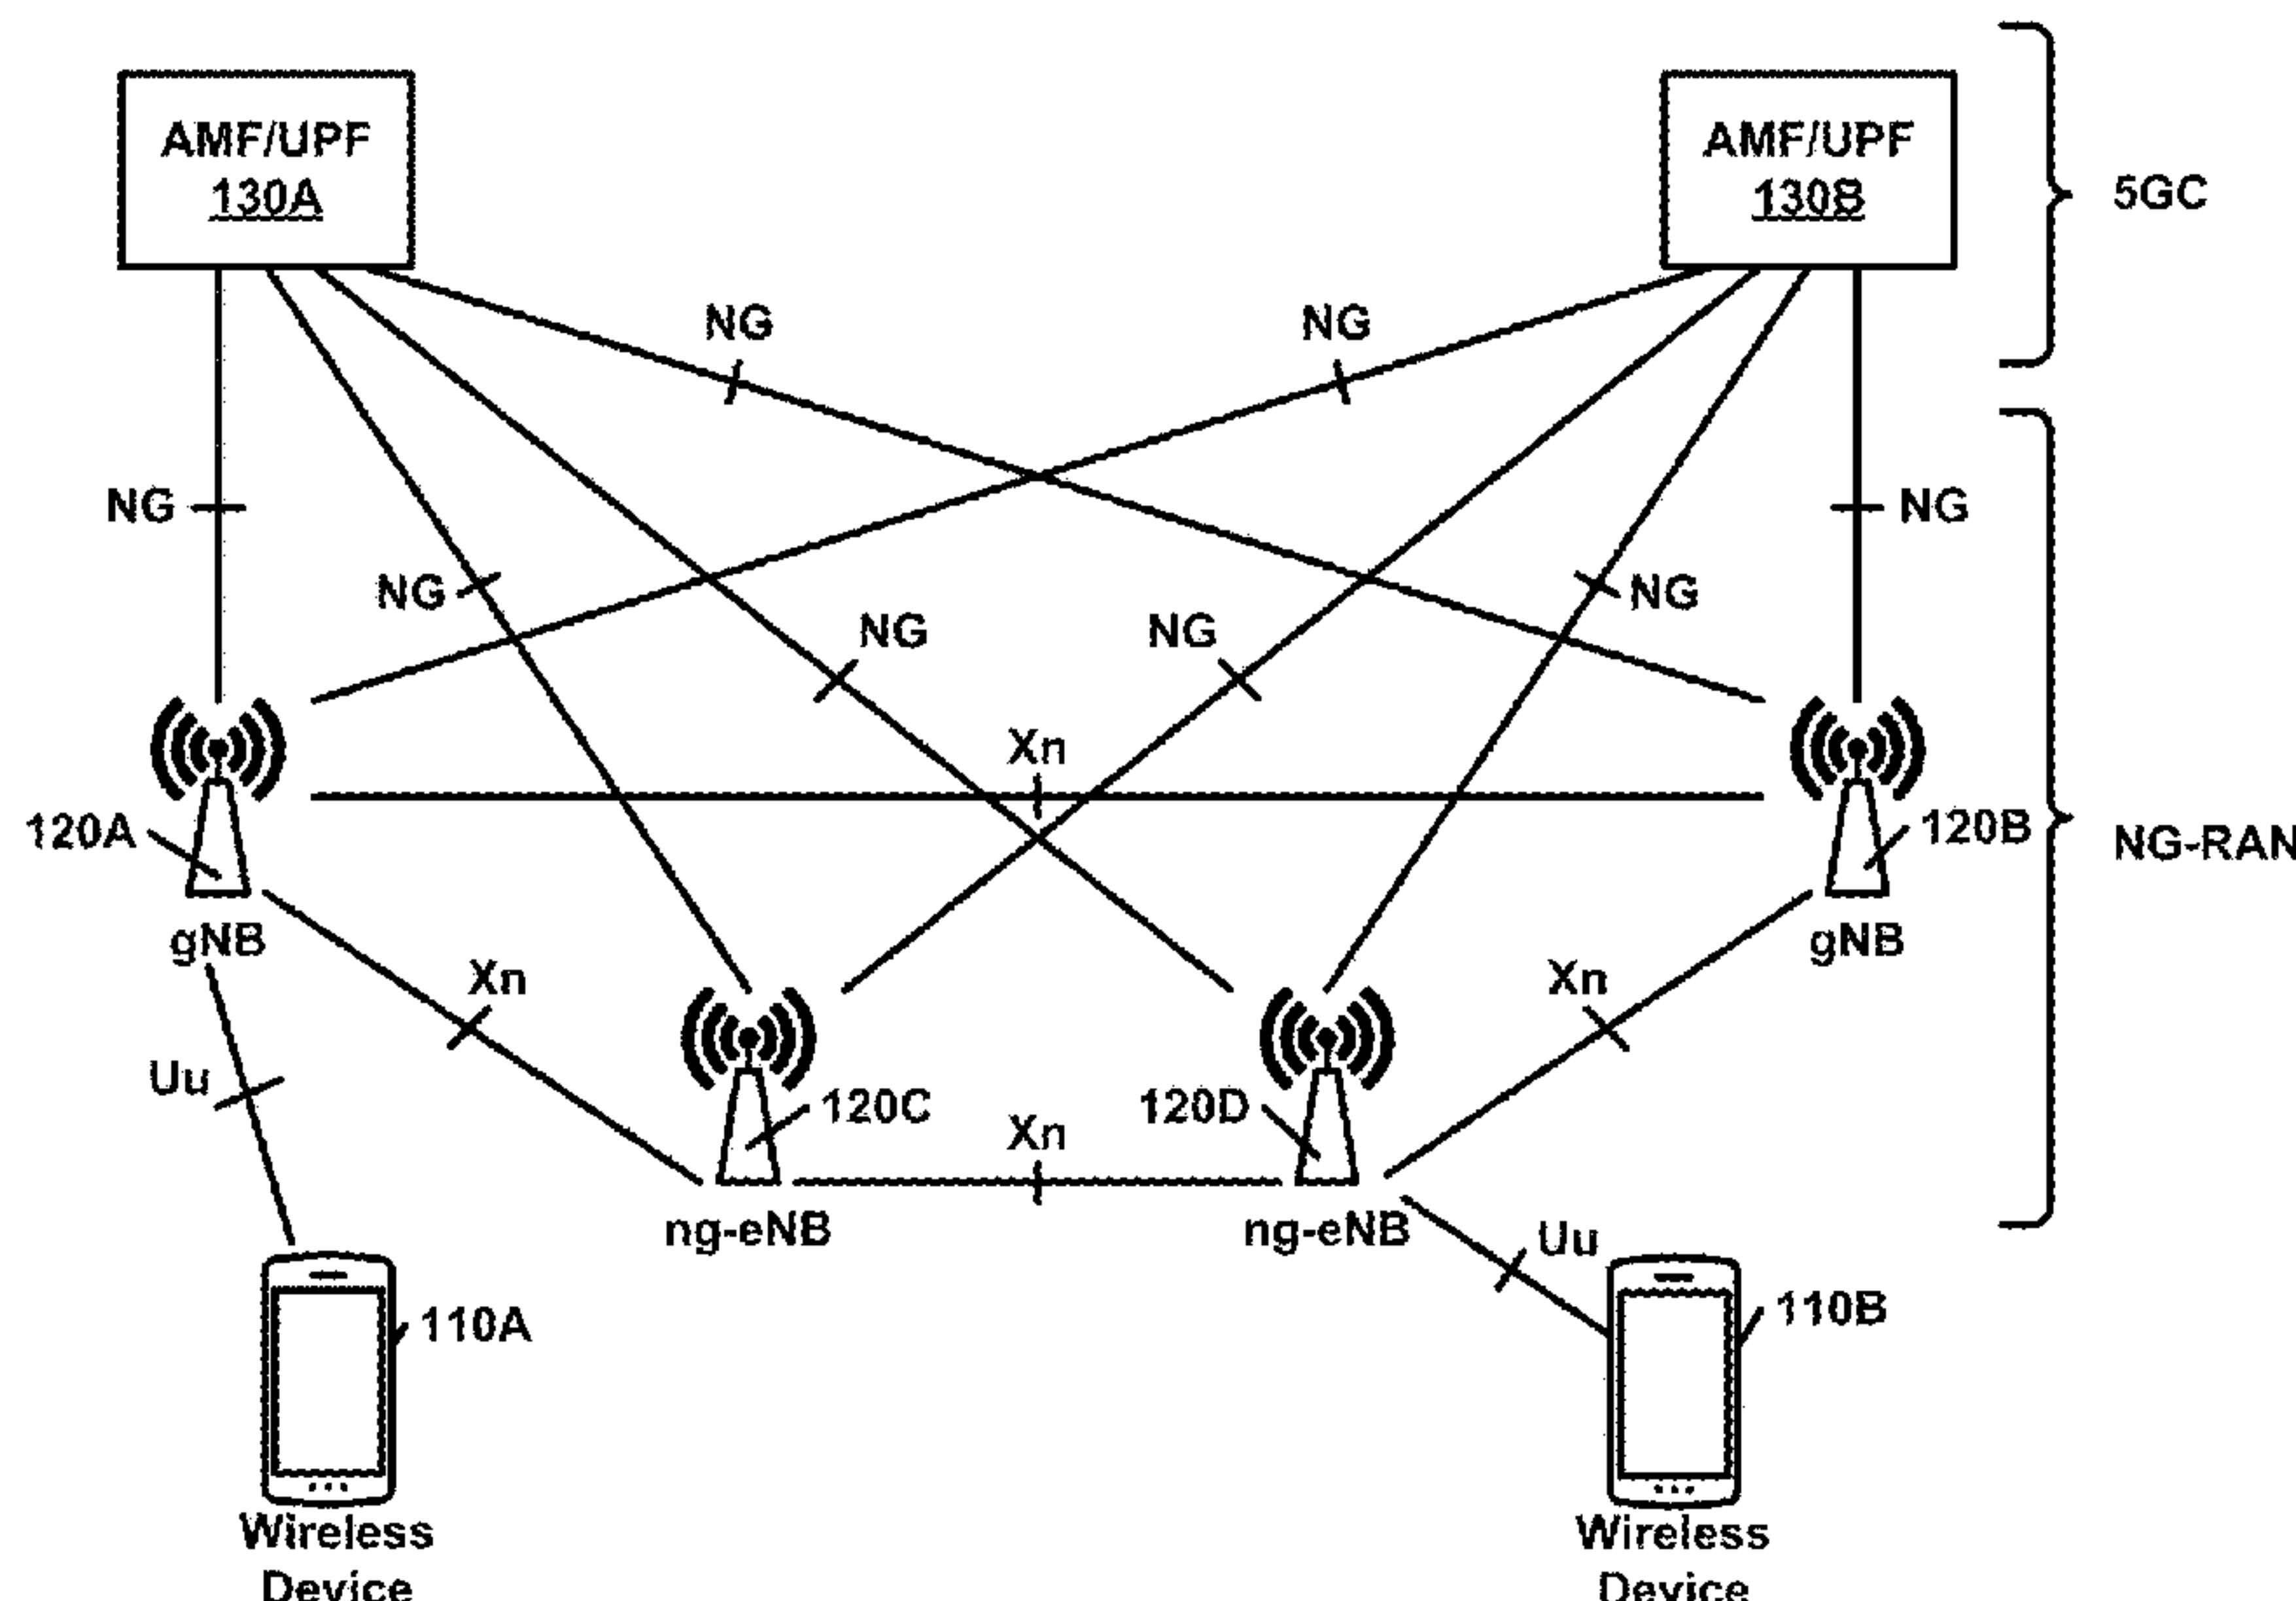 AMF/UPF
130A
AMF/UPF
130B
5GC
NG
NG
NG
NG
NG
NG
NG
NG
Xn
120A
120B
NG-RAN
gNB
gNB
Xn
Xn
Uu
120C
120D
Xn
ng-eNB
ng-eNB
Uu
110A
110B
Wireless
Device
Wireless
Device